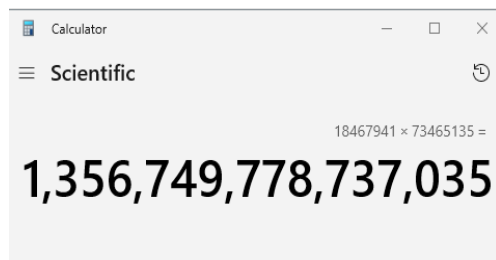 Calculator
Scientific
18467941 × 73465135 =
1,356,749,778,737,035